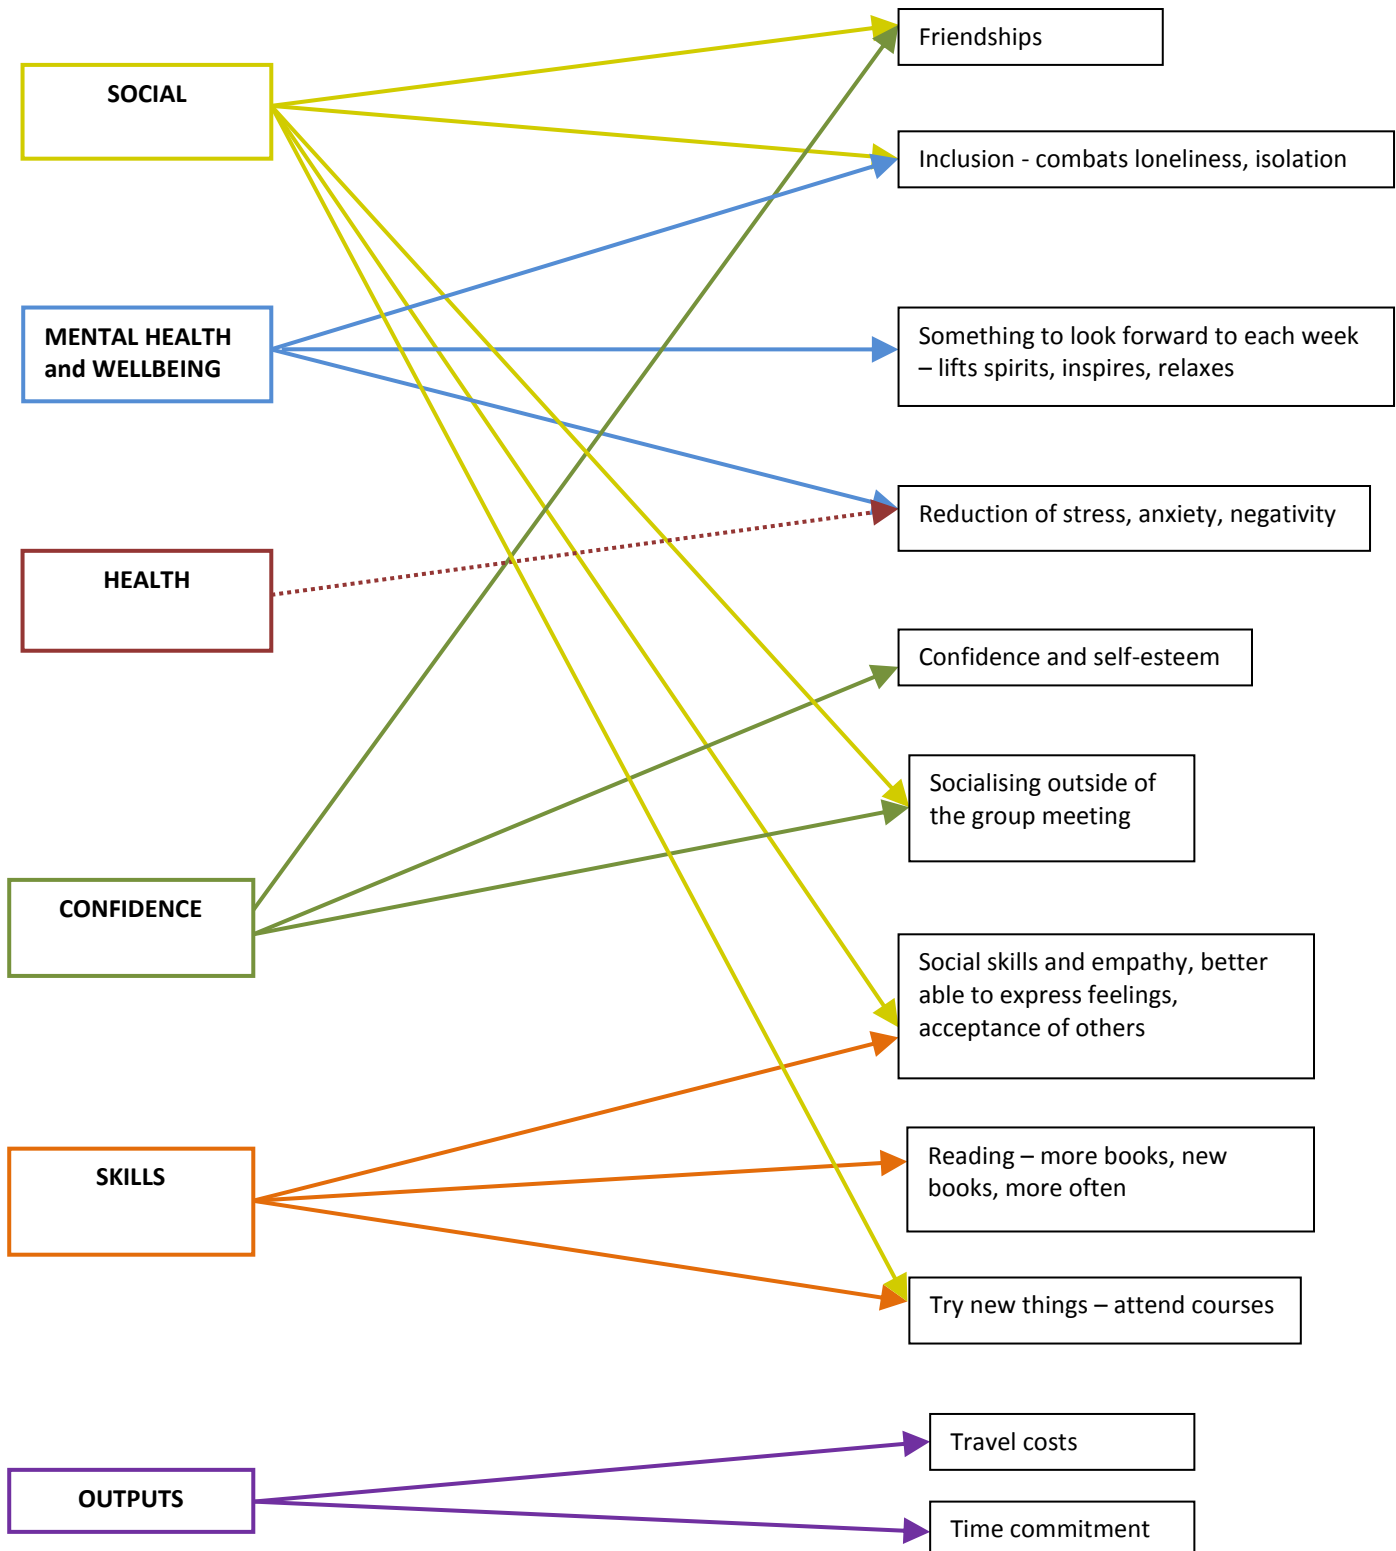 SOCIAL
MENTAL HEALTH
and WELLBEING
HEALTH
CONFIDENCE
SKILLS
OUTPUTS
Friendships
Inclusion - combats loneliness, isolation
Something to look forward to each week
– lifts spirits, inspires, relaxes
Reduction of stress, anxiety, negativity
Confidence and self-esteem
Socialising outside of
the group meeting
Social skills and empathy, better
able to express feelings,
acceptance of others
Reading – more books, new
books, more often
Try new things – attend courses
Travel costs
Time commitment